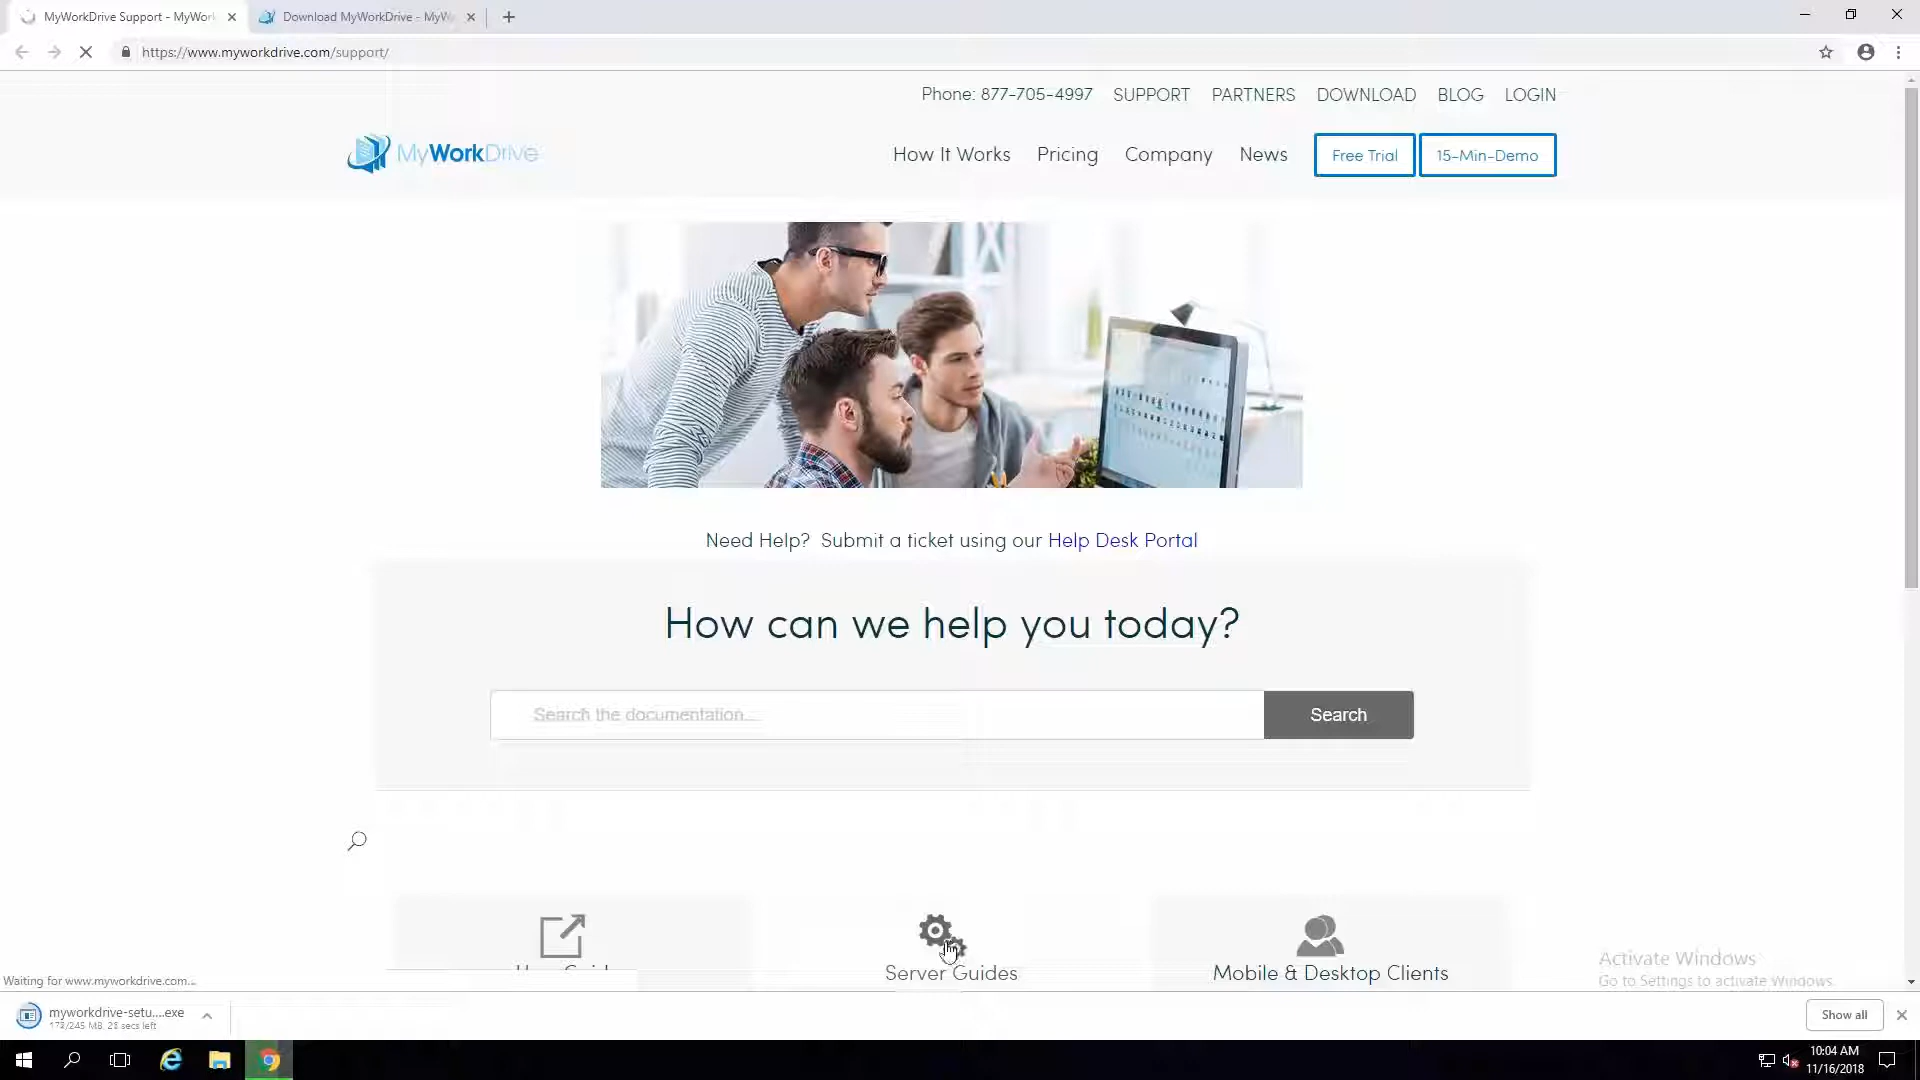 MyWorkDrive Support - MyWork
Download MyWorkDrive - MyW
https://www.myworkdrive.com/support/
Phone: 877-705-4997 SUPPORT PARTNERS DOWNLOAD BLOG LOGIN
MyWorkDrive
How It Works Pricing Company News Free Trial 15-Min-Demo
Need Help? Submit a ticket using our Help Desk Portal
How can we help you today?
Search the documentation...
Search
Server Guides
Mobile & Desktop Clients
Activate Windows
Go to Settings to activate Windows.
Waiting for www.myworkdrive.com...
myworkdrive-setu....exe
Show all
10:04 AM
11/16/2018